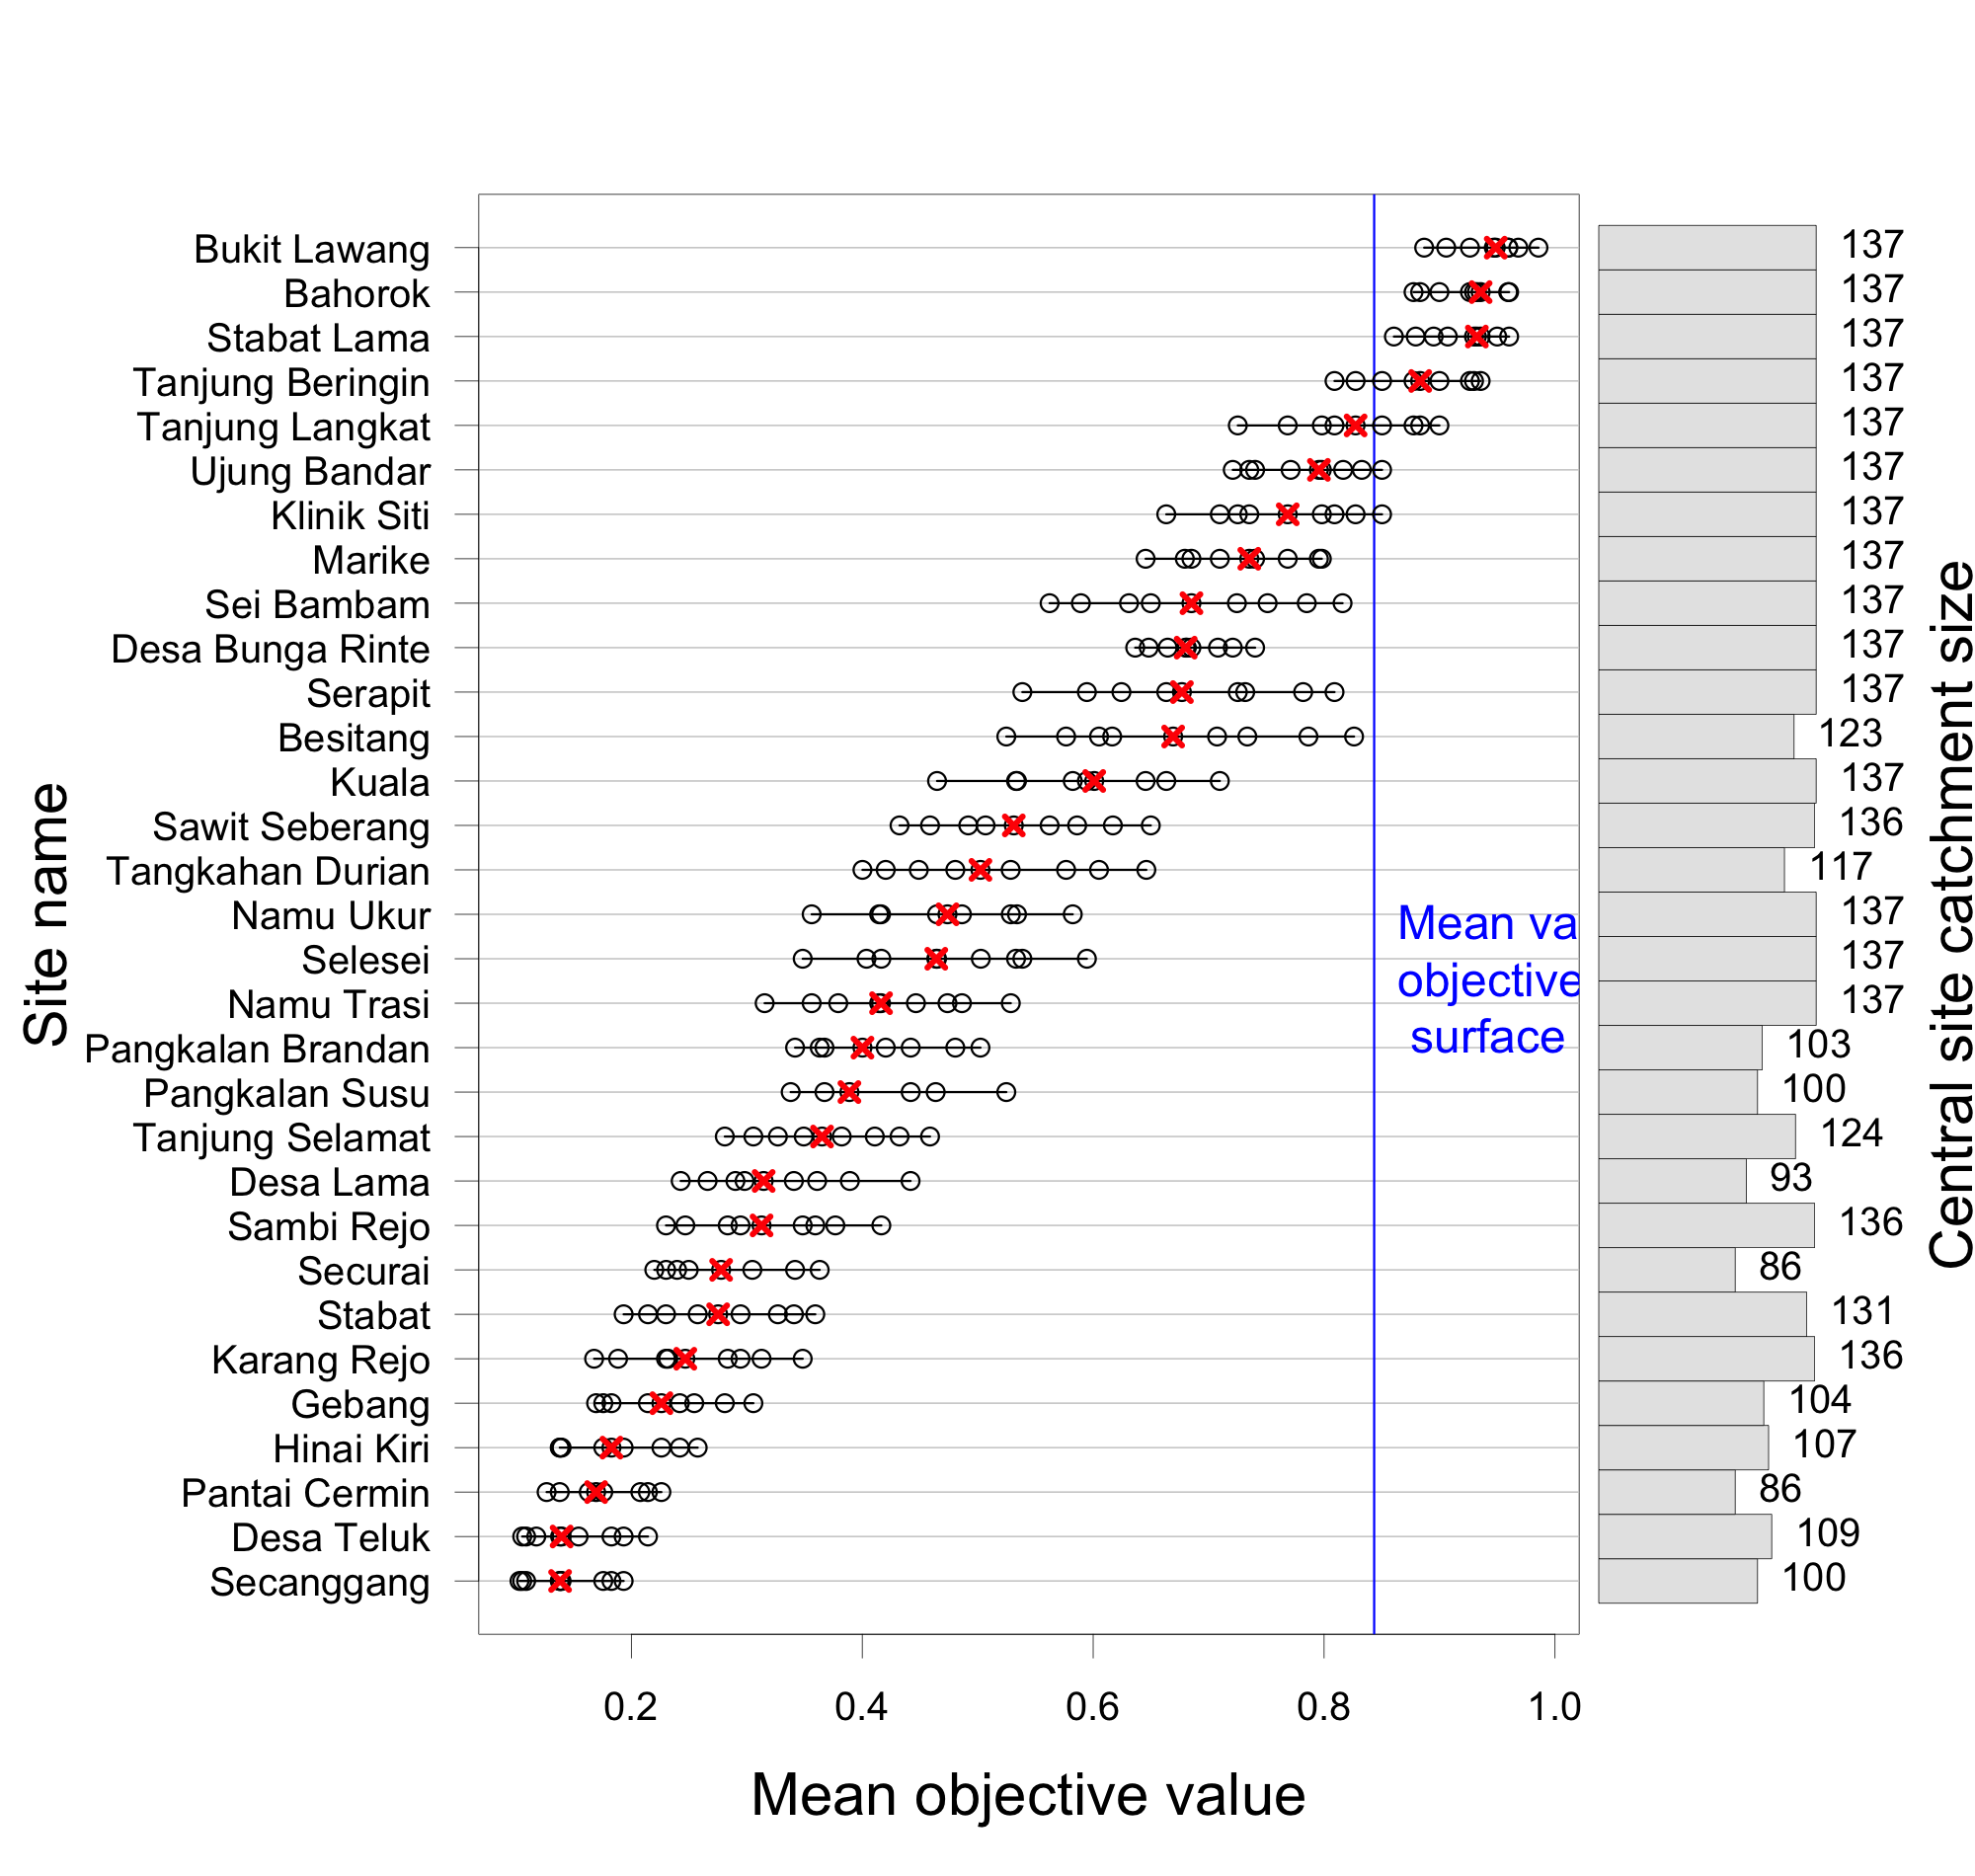 Bukit Lawang 137
Bahorok 137
Stabat Lama 137
Tanjung Beringin 137
Tanjung Langkat 137
Ujung Bandar 137
Klinik Siti 137
Marike 137
Sei Bambam 137
Desa Bunga Rinte 137
Serapit 137
Besitang 123
Kuala 137
Sawit Seberang 136
Tangkahan Durian 117
Namu Ukur 137
Selesei 137
Namu Trasi 137
Pangkalan Brandan 103
Pangkalan Susu 100
Tanjung Selamat 124
Desa Lama 93
Sambi Rejo 136
Securai 86
Stabat 131
Karang Rejo 136
Gebang 104
Hinai Kiri 107
Pantai Cermin 86
Desa Teluk 109
Secanggang 100
Site name
Mean va
objective
surface
Central site catchment size
0.2 0.4 0.6 0.8 1.0
Mean objective value